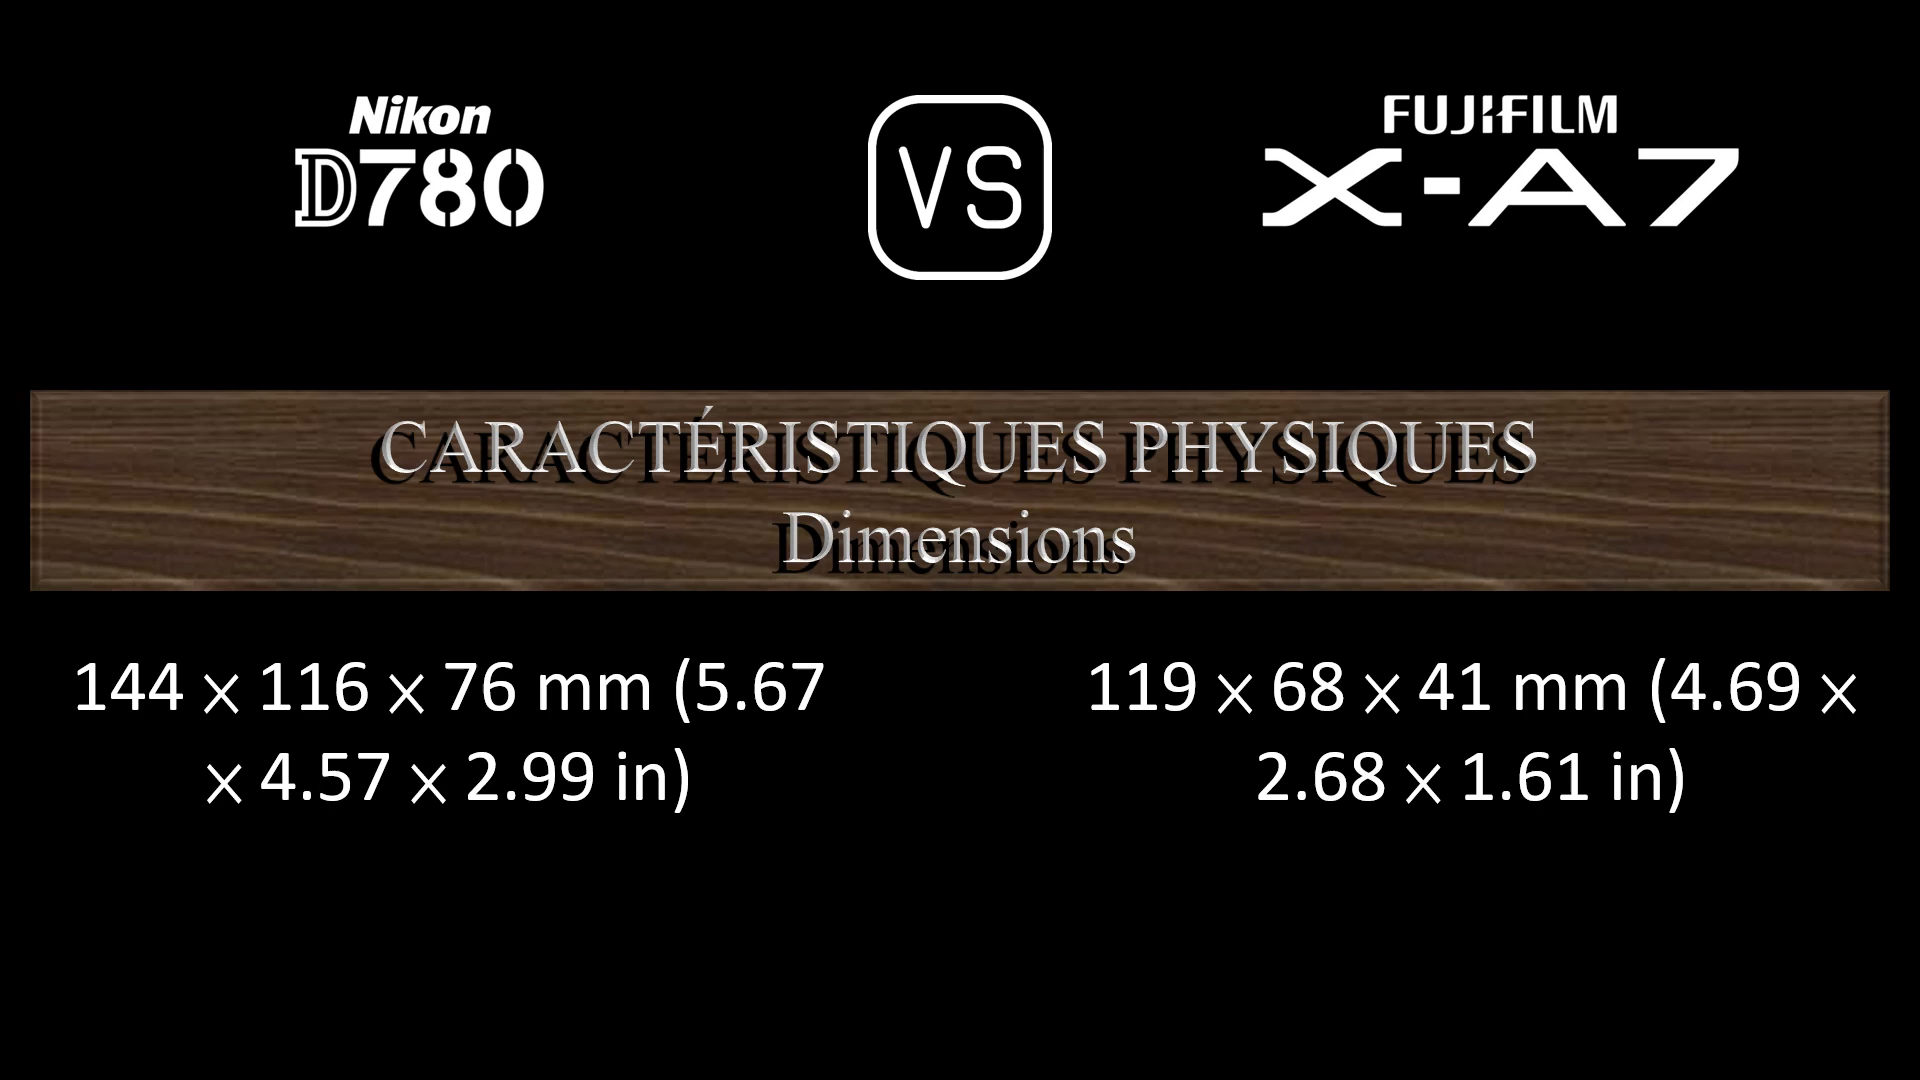 Nikon
D780
VS
FUJIFILM
X-A7
CARACTÉRISTIQUES PHYSIQUES
Dimensions
144 x 116 x 76 mm (5.67
x 4.57 x 2.99 in)
119 x 68 x 41 mm (4.69 x
2.68 x 1.61 in)